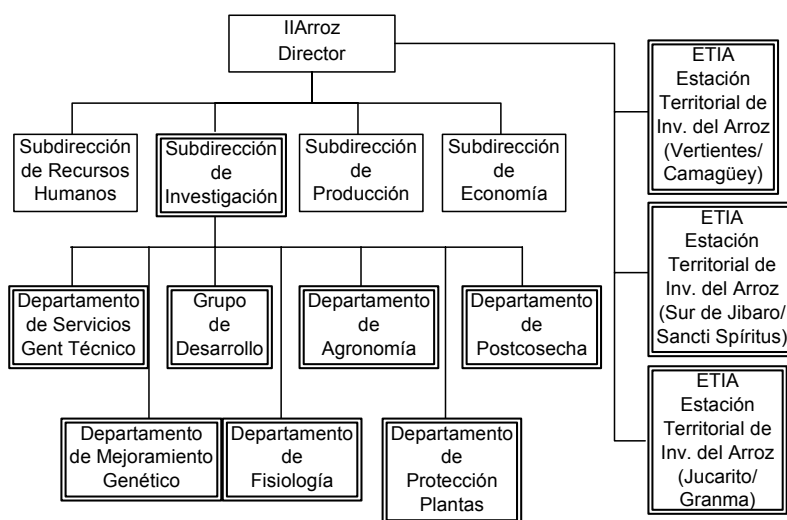 IIArroz
Director
Subdirección
de Recursos
Humanos
Subdirección
de
Investigación
Subdirección
de
Producción
Subdirección
de
Economía
Departamento
de Servicios
Gent Técnico
Grupo
de
Desarrollo
Departamento
de
Agronomía
Departamento
de
Postcosecha
Departamento
de Mejoramiento
Genético
Departamento
de
Fisiología
Departamento
de
Protección
Plantas
ETIA
Estación
Territorial de
Inv. del Arroz
(Vertientes/
Camagüey)
ETIA
Estación
Territorial de
Inv. del Arroz
(Sur de Jibaro/
Sancti Spíritus)
ETIA
Estación
Territorial de
Inv. del Arroz
(Jucarito/
Granma)